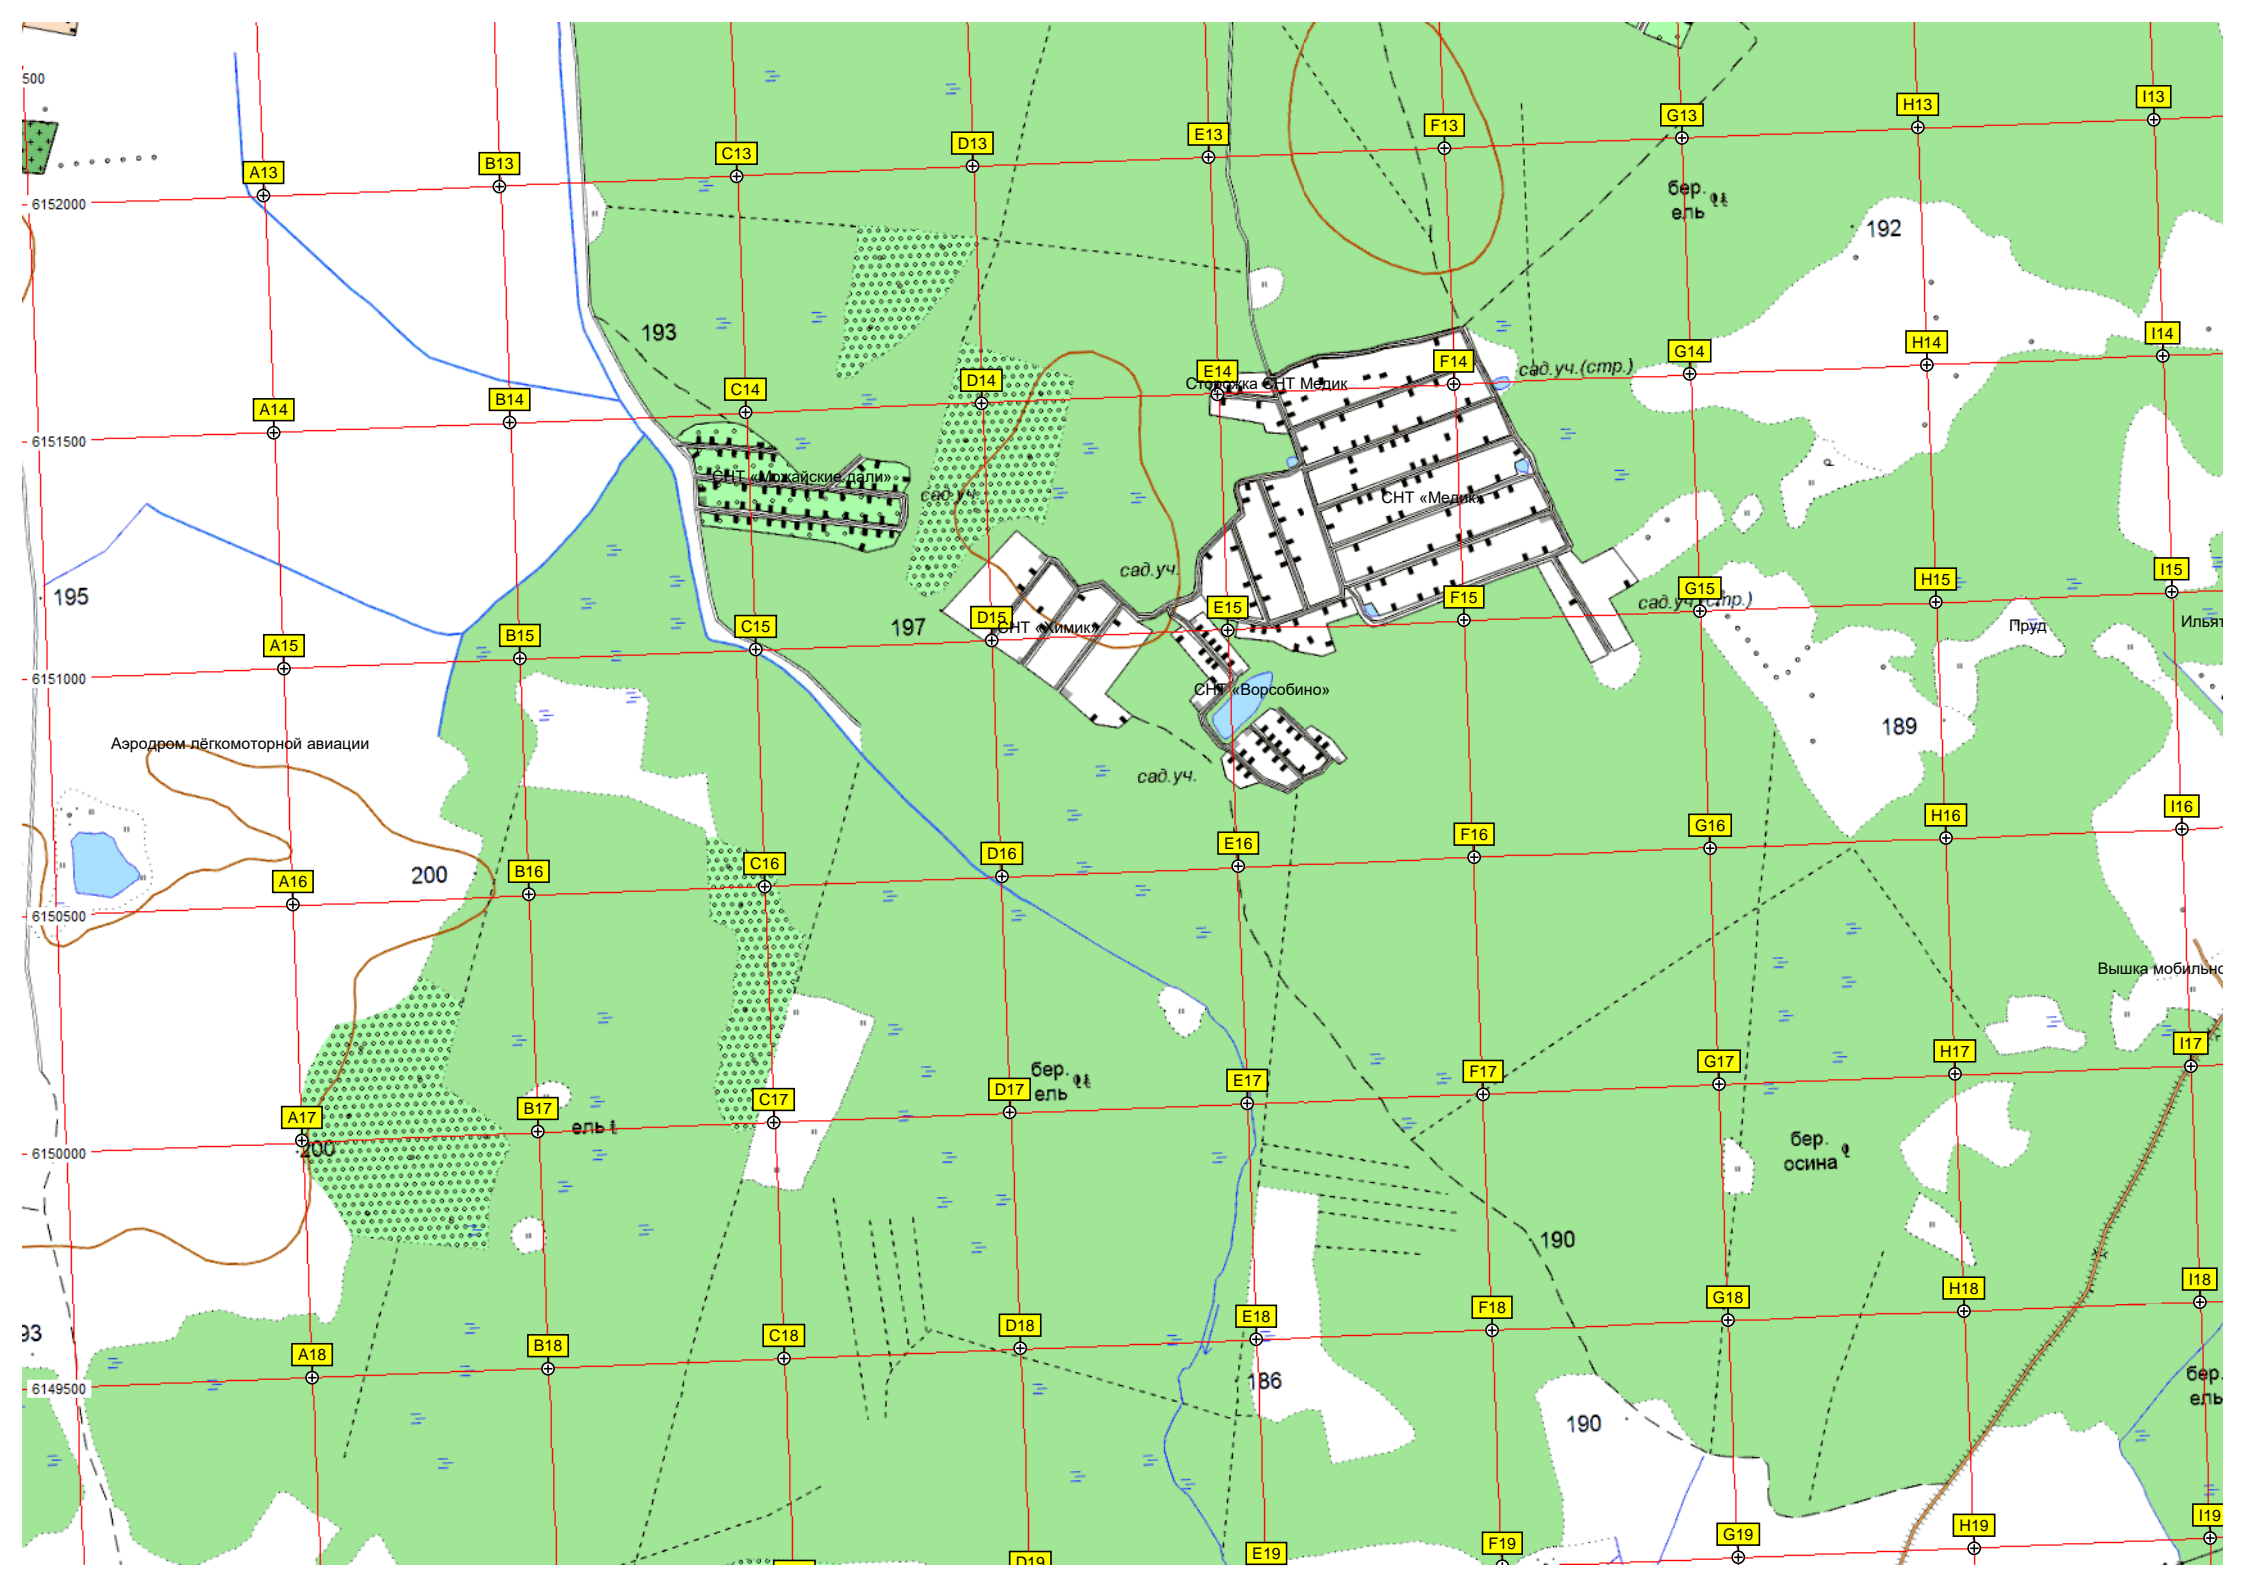 500
I13
H13
G13
F13
E13
D13
C13
B13
A13
6152000
бер.
ель
192
193
I14
H14
G14
F14
E14
D14
C14
B14
A14
сад.уч.(стр.)
Сторожка СНТ Медик
6151500
СНТ «Можайские дали»
сад.уч.
СНТ «Медик»
сад.уч.
195
I15
H15
G15
F15
E15
D15
C15
B15
A15
197
СНТ «Химик»
Пруд
6151000
СНТ «Ворсобино»
189
Аэродром лёгкомоторной авиации
сад.уч.
I16
H16
G16
F16
E16
D16
C16
B16
A16
200
6150500
Вышка мобильно
I17
H17
G17
F17
E17
D17
C17
B17
A17
бер.
ель
ель
200
6150000
бер.
осина
190
I18
H18
G18
F18
E18
D18
C18
B18
A18
93
6149500
186
бер.
ель
190
I19
H19
G19
F19
E19
D19